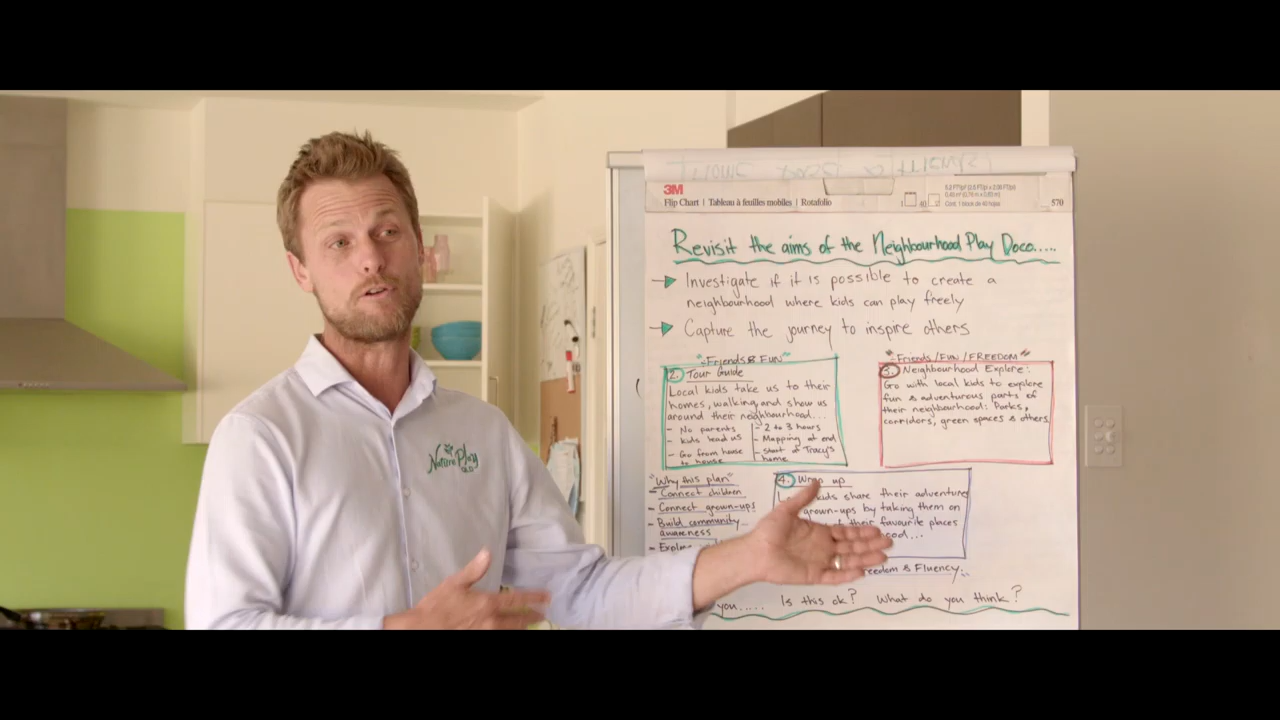 3M
Flip Chart | Tableau à feuilles mobiles | Rotafolio
570
Revisit the aims of the Neighbourhood Play Doco.....
Investigate if it is possible to create a
neighbourhood where kids can play freely
Capture the journey to inspire others
"Friends & FUN"
2. Tour Guide
Local kids take us to their
homes, walking and show us
around their neighbourhood...
- No parents
- kids lead us
- Go from house
to house
- 2 to 3 hours
- Mapping at end
- start at Tracy's
home
"Friends/FUN/FREEDOM"
3. Neighbourhood Explore:
Go with local kids to explore
fun & adventurous parts of
their neighbourhood: Parks,
corridors, green spaces & others.
"Why this plan"
- Connect children
- Connect grown-ups!
- Build community
awareness
4. Wrap up
kids share their adventure
grown-ups by taking them on
their favourite places
& Fluency.
you..... Is this ok? What do you think?
Nature Play
QLD